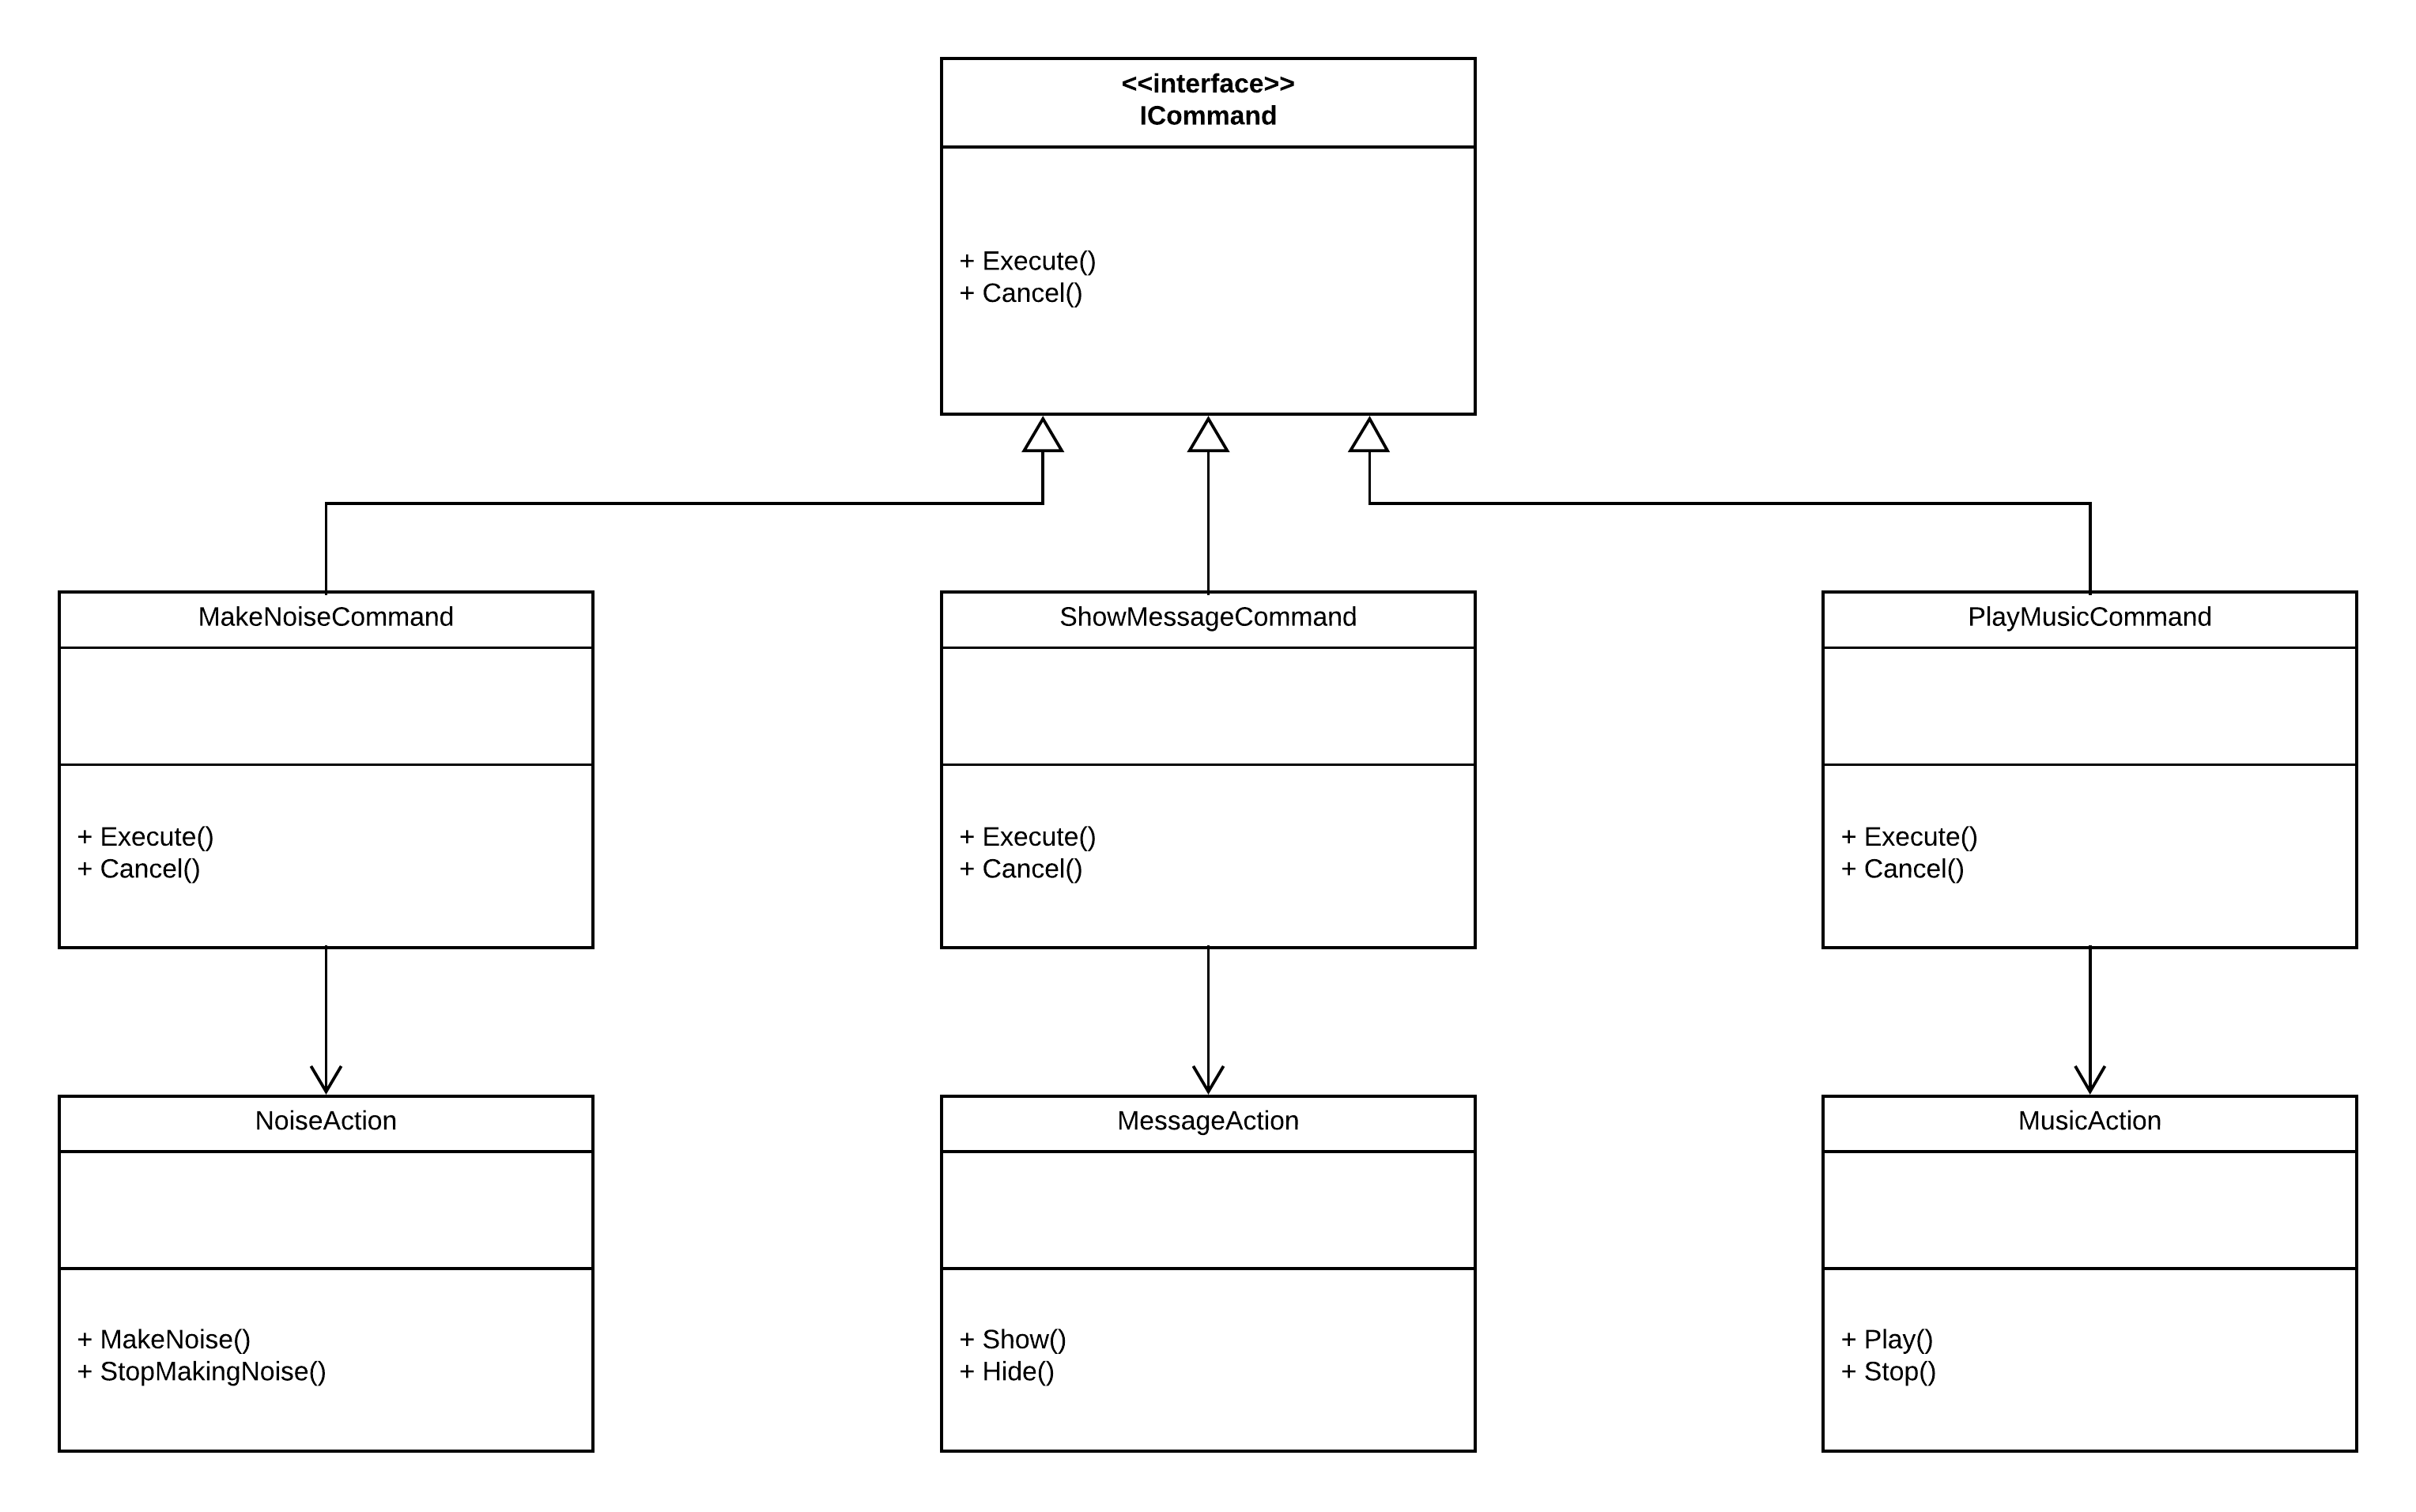 <<interface>>
ICommand
+ Execute()
+ Cancel()
MakeNoiseCommand
+ Execute()
+ Cancel()
ShowMessageCommand
+ Execute()
+ Cancel()
PlayMusicCommand
+ Execute()
+ Cancel()
NoiseAction
+ MakeNoise()
+ StopMakingNoise()
MessageAction
+ Show()
+ Hide()
MusicAction
+ Play()
+ Stop()